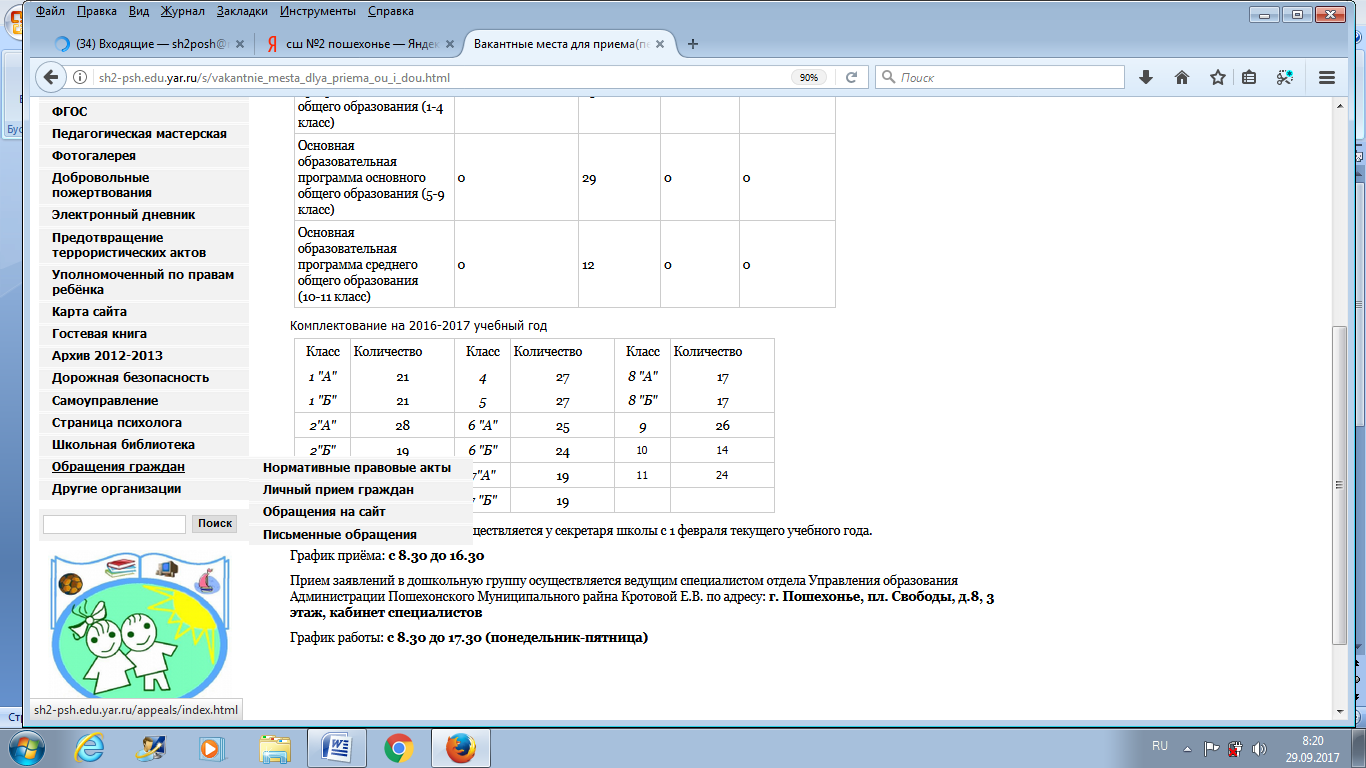 Файл Правка Вид Журнал Закладки Инструменты Справка
(34) Входящие — sh2posh@
сш №2 пошехонье — Янде
Вакантные места для приема(пе
sh2-psh.edu.yar.ru/s/vakantnie_mesta_dlya_priema_ou_i_dou.html
90%
Поиск
ФГОС
Педагогическая мастерская
Фотогалерея
Добровольные
пожертвования
Электронный дневник
Предотвращение
террористических актов
Уполномоченный по правам
ребёнка
Карта сайта
Гостевая книга
Архив 2012-2013
Дорожная безопасность
Самоуправление
Страница психолога
Школьная библиотека
Обращения граждан
Другие организации
Поиск
Нормативные правовые акты
Личный прием граждан
Обращения на сайт
Письменные обращения
общего образования (1-4
класс)
Основная
образовательная
программа основного
общего образования (5-9
класс)
0 29 0 0
Основная
образовательная
программа среднего
общего образования
(10-11 класс)
0 12 0 0
Комплектование на 2016-2017 учебный год
Класс Количество Класс Количество Класс Количество
1 "А" 21 4 27 8 "А" 17
1 "Б" 21 5 27 8 "Б" 17
2"А" 28 6 "А" 25 9 26
2"Б" 19 6 "Б" 24 10 14
7"А" 19 11 24
"Б" 19
ществляется у секретаря школы с 1 февраля текущего учебного года.
График приёма: с 8.30 до 16.30
Прием заявлений в дошкольную группу осуществляется ведущим специалистом отдела Управления образования
Администрации Пошехонского Муниципального райна Кротовой Е.В. по адресу: г. Пошехонье, пл. Свободы, д.8, 3
этаж, кабинет специалистов
График работы: с 8.30 до 17.30 (понедельник-пятница)
sh2-psh.edu.yar.ru/appeals/index.html
RU
8:20
29.09.2017